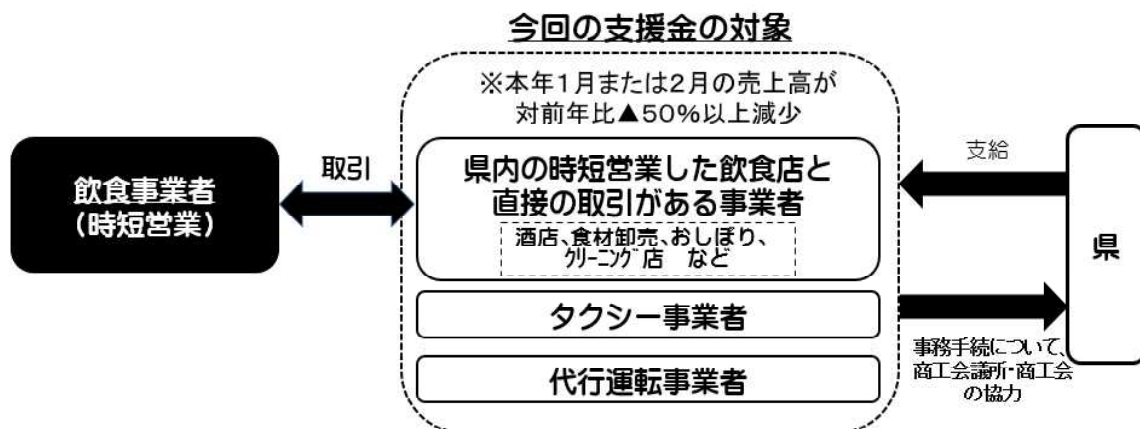 今回の支援金の対象
※本年1月または2月の売上高が
対前年比▲50%以上減少
飲食事業者
（時短営業）
取引
県内の時短営業した飲食店と
直接の取引がある事業者
酒店、食材卸売、おしぼり、
クリーニング店　など
タクシー事業者
代行運転事業者
支給
県
事務手続について、
商工会議所・商工会
の協力